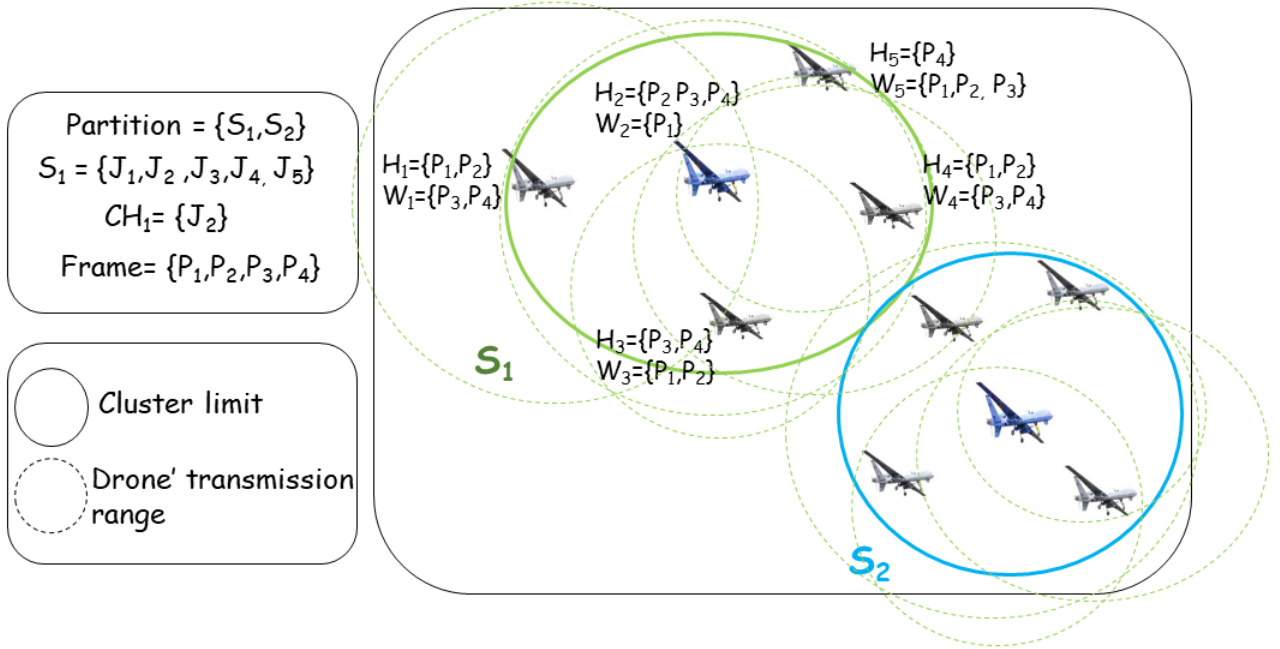 Partition = {S₁,S₂}
S₁ = {J₁,J₂ ,J₃,J₄, J₅}
CH₁= {J₂}
Frame= {P₁,P₂,P₃,P₄}
Cluster limit
Drone' transmission
range
H₁={P₁,P₂}
W₁={P₃,P₄}
H₂={P₂ P₃,P₄}
W₂={P₁}
H₅={P₄}
W₅={P₁,P₂, P₃}
H₄={P₁,P₂}
W₄={P₃,P₄}
H₃={P₃,P₄}
W₃={P₁,P₂}
S₁
S₂